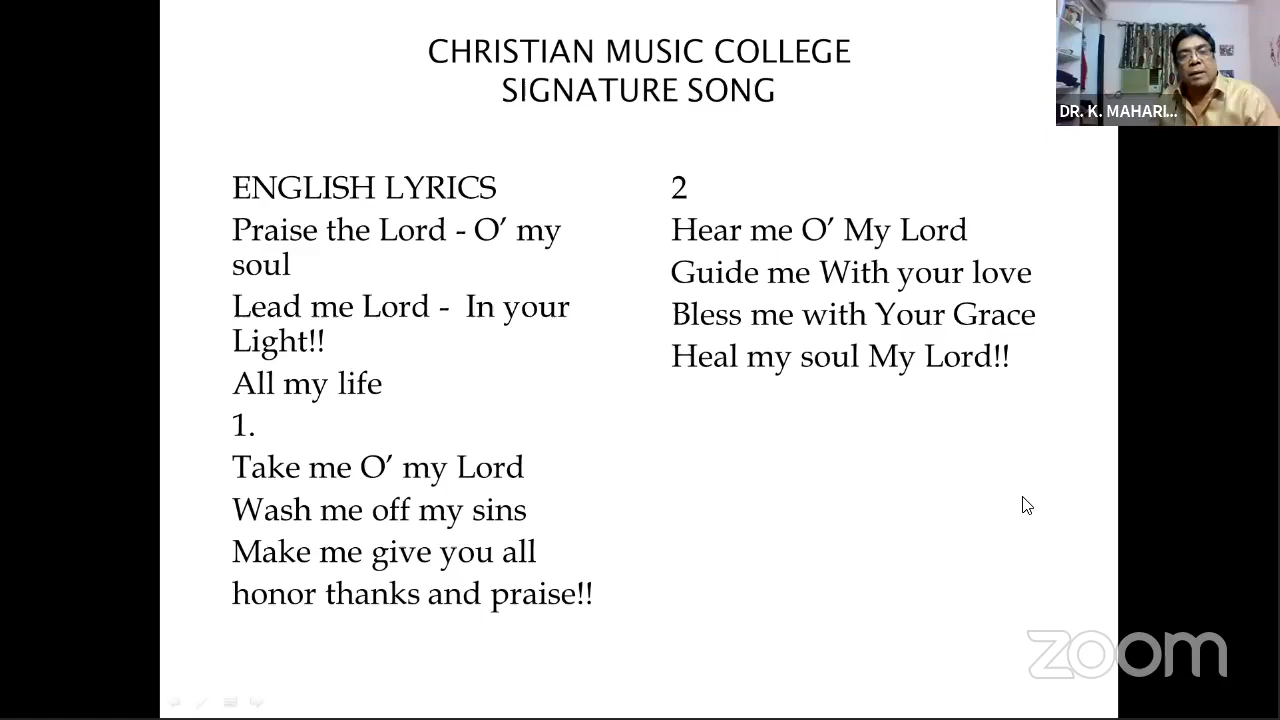 CHRISTIAN MUSIC COLLEGE
SIGNATURE SONG
DR. K. MAHARI...
ENGLISH LYRICS
Praise the Lord - O’ my
soul
Lead me Lord -  In your
Light!!
All my life
1.
Take me O’ my Lord
Wash me off my sins
Make me give you all
honor thanks and praise!!
2
Hear me O’ My Lord
Guide me With your love
Bless me with Your Grace
Heal my soul My Lord!!
zoom